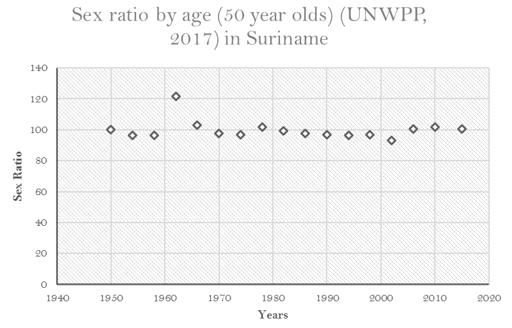 Sex ratio by age (50 year olds) (UNWPP,
2017) in Suriname
140
120
100
80
60
40
20
0
Sex Ratio
1940 1950 1960 1970 1980 1990 2000 2010 2020
Years